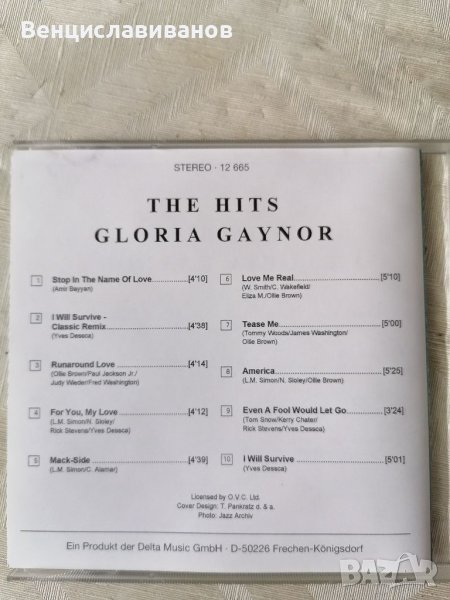 Венциславиванов
STEREO · 12 665
THE HITS
GLORIA GAYNOR
1 Stop In The Name Of Love [4'10]
(Amir Bayyan)
2 I Will Survive -
Classic Remix [4'38]
(Yves Dessca)
3 Runaround Love [4'14]
(Ollie Brown/Paul Jackson Jr./
Judy Wieder/Fred Washington)
4 For You, My Love [4'12]
(L.M. Simon/N. Sloley/
Rick Stevens/Yves Dessca)
5 Mack-Side [4'39]
(L.M. Simon/C. Alamar)
6 Love Me Real [5'10]
(W. Smith/C. Wakefield/
Eliza M./Ollie Brown)
7 Tease Me [5'00]
(Tommy Woods/James Washington/
Ollie Brown)
8 America [5'25]
(L.M. Simon/N. Sloley/Ollie Brown)
9 Even A Fool Would Let Go [3'24]
(Tom Snow/Kerry Chater/
Rick Stevens/Yves Dessca)
10 I Will Survive [5'01]
(Yves Dessca)
Licensed by O.V.C. Ltd.
Cover Design: T. Pankratz d. & a.
Photo: Jazz Archiv
Ein Produkt der Delta Music GmbH · D-50226 Frechen-Königsdorf
BAZAR